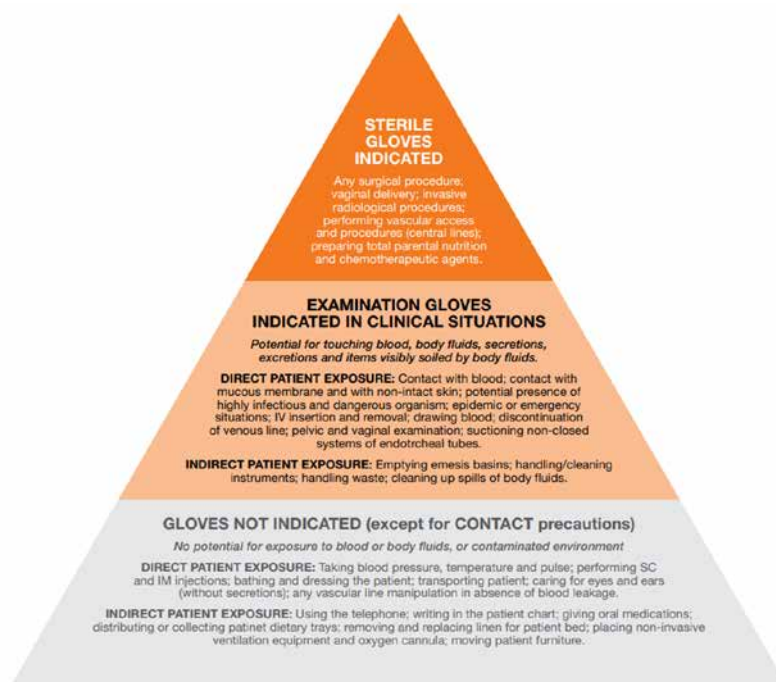 STERILE
GLOVES
INDICATED
Any surgical procedure;
vaginal delivery; invasive
radiological procedures;
performing vascular access
and procedures (central lines);
preparing total parental nutrition
and chemotherapeutic agents.
EXAMINATION GLOVES
INDICATED IN CLINICAL SITUATIONS
Potential for touching blood, body fluids, secretions,
excretions and items visibly soiled by body fluids.
DIRECT PATIENT EXPOSURE: Contact with blood; contact with
mucous membrane and with non-intact skin; potential presence of
highly infectious and dangerous organism; epidemic or emergency
situations; IV insertion and removal; drawing blood; discontinuation
of venous line; pelvic and vaginal examination; suctioning non-closed
systems of endotrcheal tubes.
INDIRECT PATIENT EXPOSURE: Emptying emesis basins; handling/cleaning
instruments; handling waste; cleaning up spills of body fluids.
GLOVES NOT INDICATED (except for CONTACT precautions)
No potential for exposure to blood or body fluids, or contaminated environment
DIRECT PATIENT EXPOSURE: Taking blood pressure, temperature and pulse; performing SC
and IM injections; bathing and dressing the patient; transporting patient; caring for eyes and ears
(without secretions); any vascular line manipulation in absence of blood leakage.
INDIRECT PATIENT EXPOSURE: Using the telephone; writing in the patient chart; giving oral medications;
distributing or collecting patinet dietary trays; removing and replacing linen for patient bed; placing non-invasive
ventilation equipment and oxygen cannula; moving patient furniture.